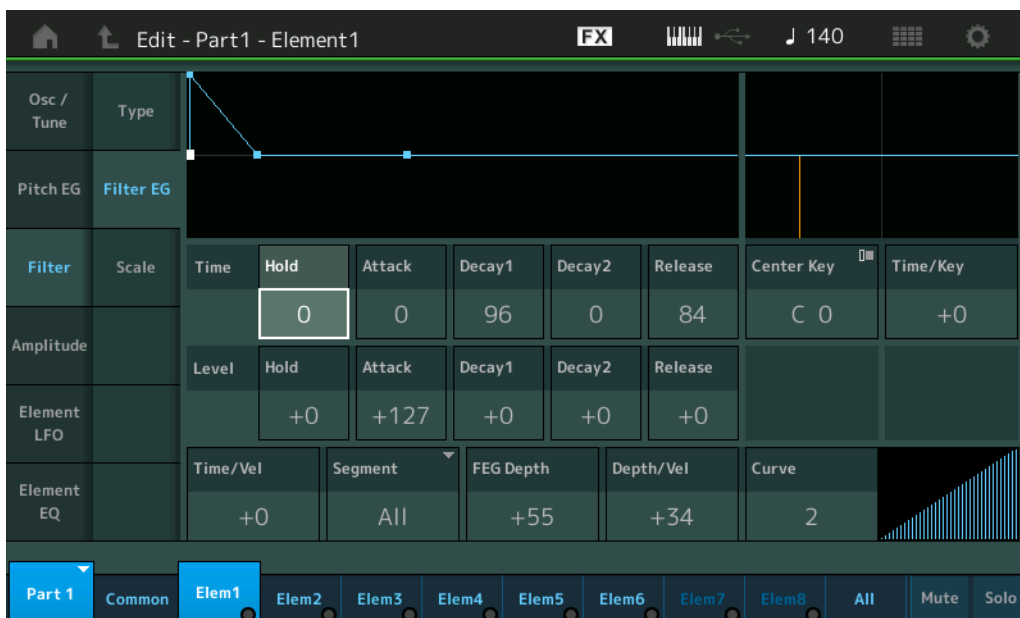 Edit - Part1 - Element1 FX ♩ 140
Osc /
Tune
Type
Pitch EG
Filter EG
Filter
Scale
Amplitude
Element
LFO
Element
EQ
Time Hold Attack Decay1 Decay2 Release Center Key Time/Key
0 0 96 0 84 C 0 +0
Level Hold Attack Decay1 Decay2 Release
+0 +127 +0 +0 +0
Time/Vel Segment FEG Depth Depth/Vel Curve
+0 All +55 +34 2
Part 1 Common Elem1 Elem2 Elem3 Elem4 Elem5 Elem6 Elem7 Elem8 All Mute Solo